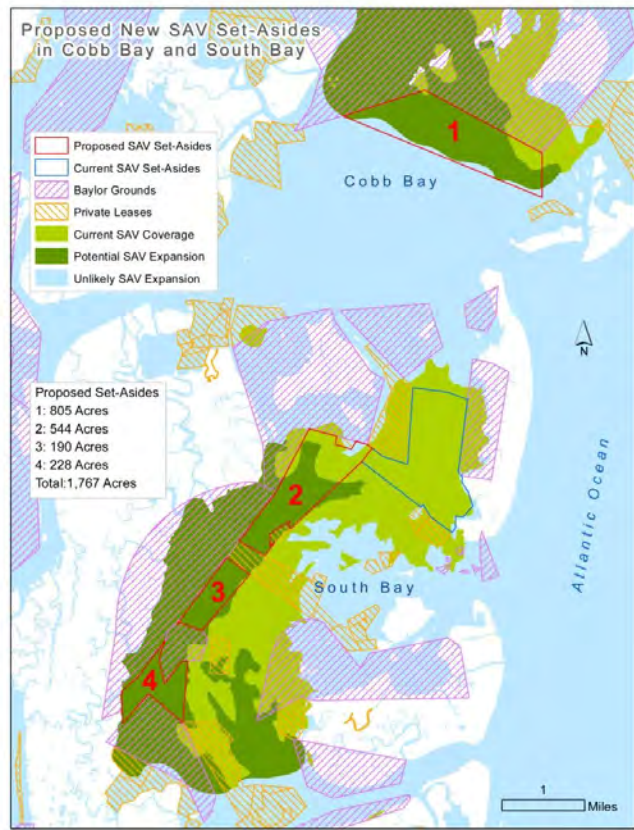 Proposed New SAV Set-Asides
in Cobb Bay and South Bay
Proposed SAV Set-Asides
Current SAV Set-Asides
Baylor Grounds
Private Leases
Current SAV Coverage
Potential SAV Expansion
Unlikely SAV Expansion
1
Cobb Bay
N
Proposed Set-Asides
1: 805 Acres
2: 544 Acres
3: 190 Acres
4: 228 Acres
Total:1,767 Acres
2
Atlantic Ocean
3
South Bay
4
1
Miles